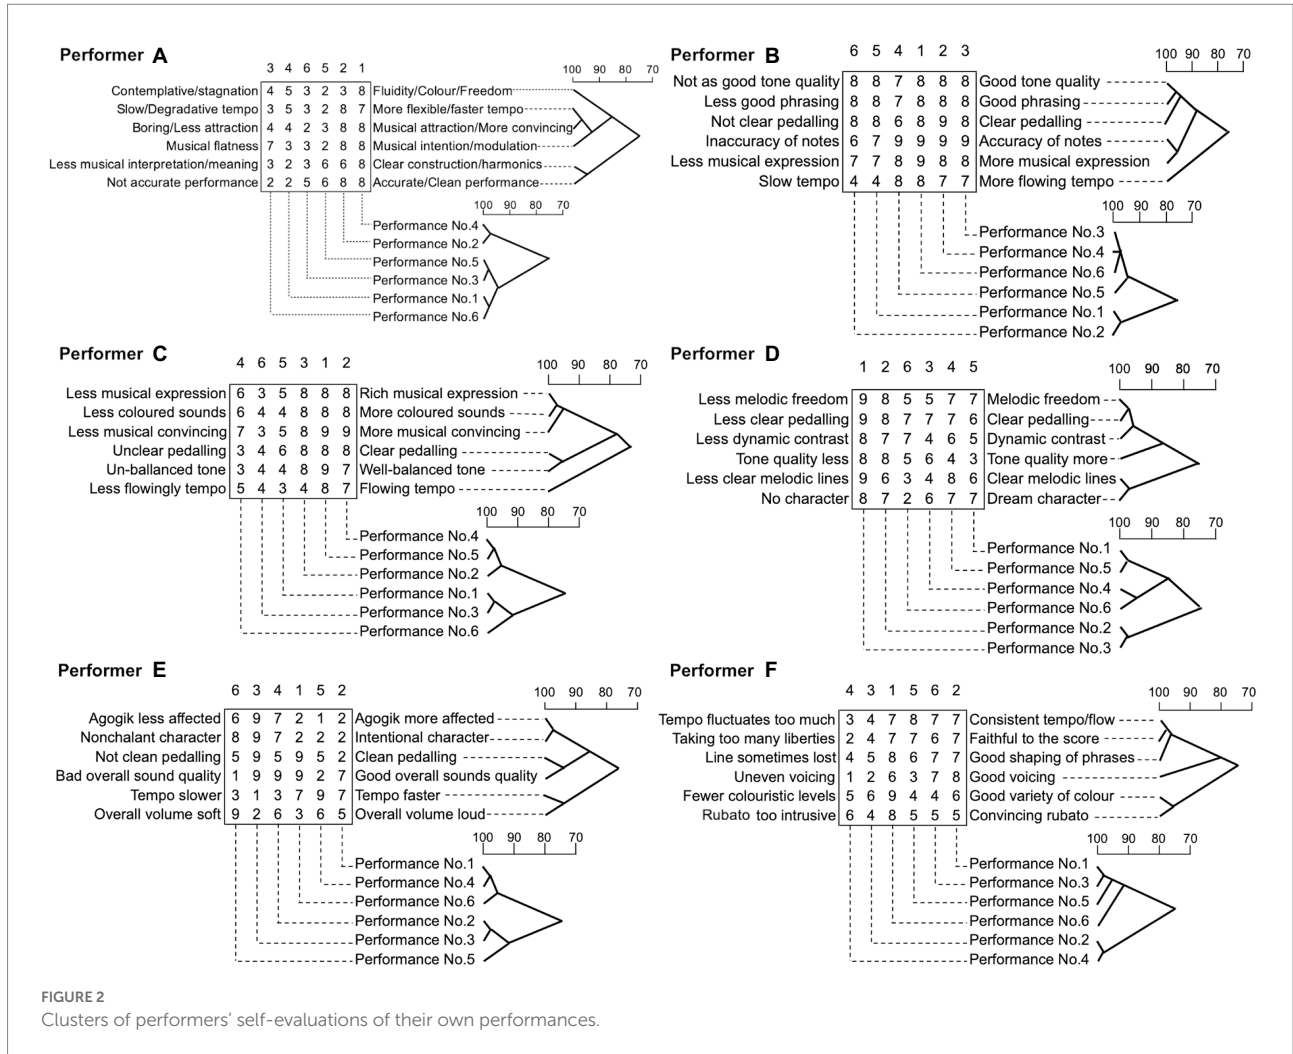 Performer A
3 4 6 5 2 1
100 90 80 70
Contemplative/stagnation 4 5 3 2 3 8 Fluidity/Colour/Freedom
Slow/Degradative tempo 3 5 3 2 8 7 More flexible/faster tempo
Boring/Less attraction 4 4 2 3 8 8 Musical attraction/More convincing
Musical flatness 7 3 3 2 8 8 Musical intention/modulation
Less musical interpretation/meaning 3 2 3 6 6 8 Clear construction/harmonics
Not accurate performance 2 2 5 6 8 8 Accurate/Clean performance
100 90 80 70
Performance No.4
Performance No.2
Performance No.5
Performance No.3
Performance No.1
Performance No.6
Performer B
6 5 4 1 2 3
100 90 80 70
Not as good tone quality 8 8 7 8 8 8 Good tone quality
Less good phrasing 8 8 7 8 8 8 Good phrasing
Not clear pedalling 8 8 6 8 9 8 Clear pedalling
Inaccuracy of notes 6 7 9 9 9 9 Accuracy of notes
Less musical expression 7 7 8 9 8 8 More musical expression
Slow tempo 4 4 8 8 7 7 More flowing tempo
100 90 80 70
Performance No.3
Performance No.4
Performance No.6
Performance No.5
Performance No.1
Performance No.2
Performer C
4 6 5 3 1 2
100 90 80 70
Less musical expression 6 3 5 8 8 8 Rich musical expression
Less coloured sounds 6 4 4 8 8 8 More coloured sounds
Less musical convincing 7 3 5 8 9 9 More musical convincing
Unclear pedalling 3 4 6 8 8 8 Clear pedalling
Un-ballanced tone 3 4 4 8 9 7 Well-balanced tone
Less flowingly tempo 5 4 3 4 8 7 Flowing tempo
100 90 80 70
Performance No.4
Performance No.5
Performance No.2
Performance No.1
Performance No.3
Performance No.6
Performer D
1 2 6 3 4 5
100 90 80 70
Less melodic freedom 9 8 5 5 7 7 Melodic freedom
Less clear pedalling 9 8 7 7 7 6 Clear pedalling
Less dynamic contrast 8 7 7 4 6 5 Dynamic contrast
Tone quality less 8 8 5 6 4 3 Tone quality more
Less clear melodic lines 9 6 3 4 8 6 Clear melodic lines
No character 8 7 2 6 7 7 Dream character
100 90 80 70
Performance No.1
Performance No.5
Performance No.4
Performance No.6
Performance No.2
Performance No.3
Performer E
6 3 4 1 5 2
100 90 80 70
Agogik less affected 6 9 7 2 1 2 Agogik more affected
Nonchalant character 8 9 7 2 2 2 Intentional character
Not clean pedalling 5 9 5 9 5 2 Clean pedalling
Bad overall sound quality 1 9 9 9 2 7 Good overall sounds quality
Tempo slower 3 1 3 7 9 7 Tempo faster
Overall volume soft 9 2 6 3 6 5 Overall volume loud
100 90 80 70
Performance No.1
Performance No.4
Performance No.6
Performance No.2
Performance No.3
Performance No.5
Performer F
4 3 1 5 6 2
100 90 80 70
Tempo fluctuates too much 3 4 7 8 7 7 Consistent tempo/flow
Taking too many liberties 2 4 7 7 6 7 Faithful to the score
Line sometimes lost 4 5 8 6 7 7 Good shaping of phrases
Uneven voicing 1 2 6 3 7 8 Good voicing
Fewer colouristic levels 5 6 9 4 4 6 Good variety of colour
Rubato too intrusive 6 4 8 5 5 5 Convincing rubato
100 90 80 70
Performance No.1
Performance No.3
Performance No.5
Performance No.6
Performance No.2
Performance No.4
FIGURE 2
Clusters of performers' self-evaluations of their own performances.